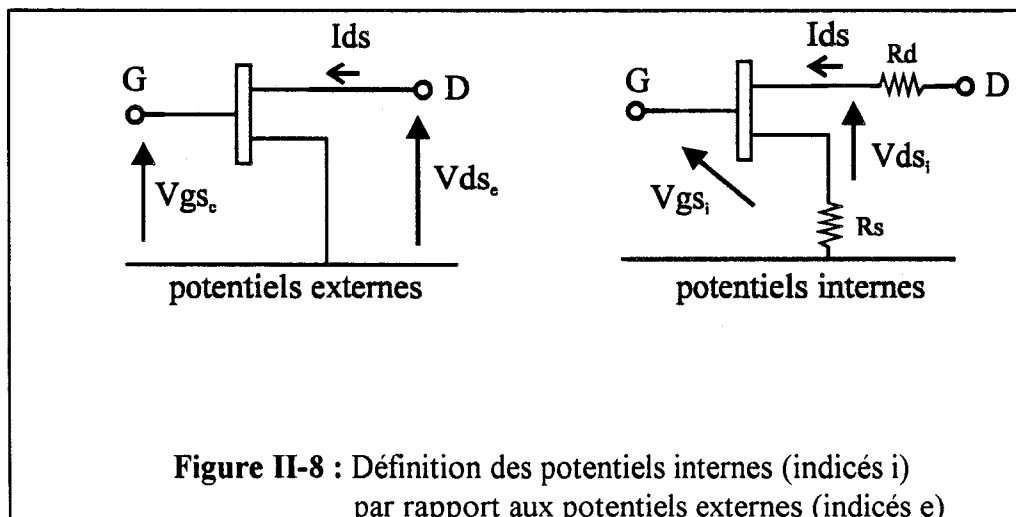 Ids
G
D
Vgsₑ
Vdsₑ
potentiels externes
Ids
Rd
G
D
Vdsᵢ
Vgsᵢ
Rs
potentiels internes
Figure II-8 : Définition des potentiels internes (indicés i)
par rapport aux potentiels externes (indicés e)